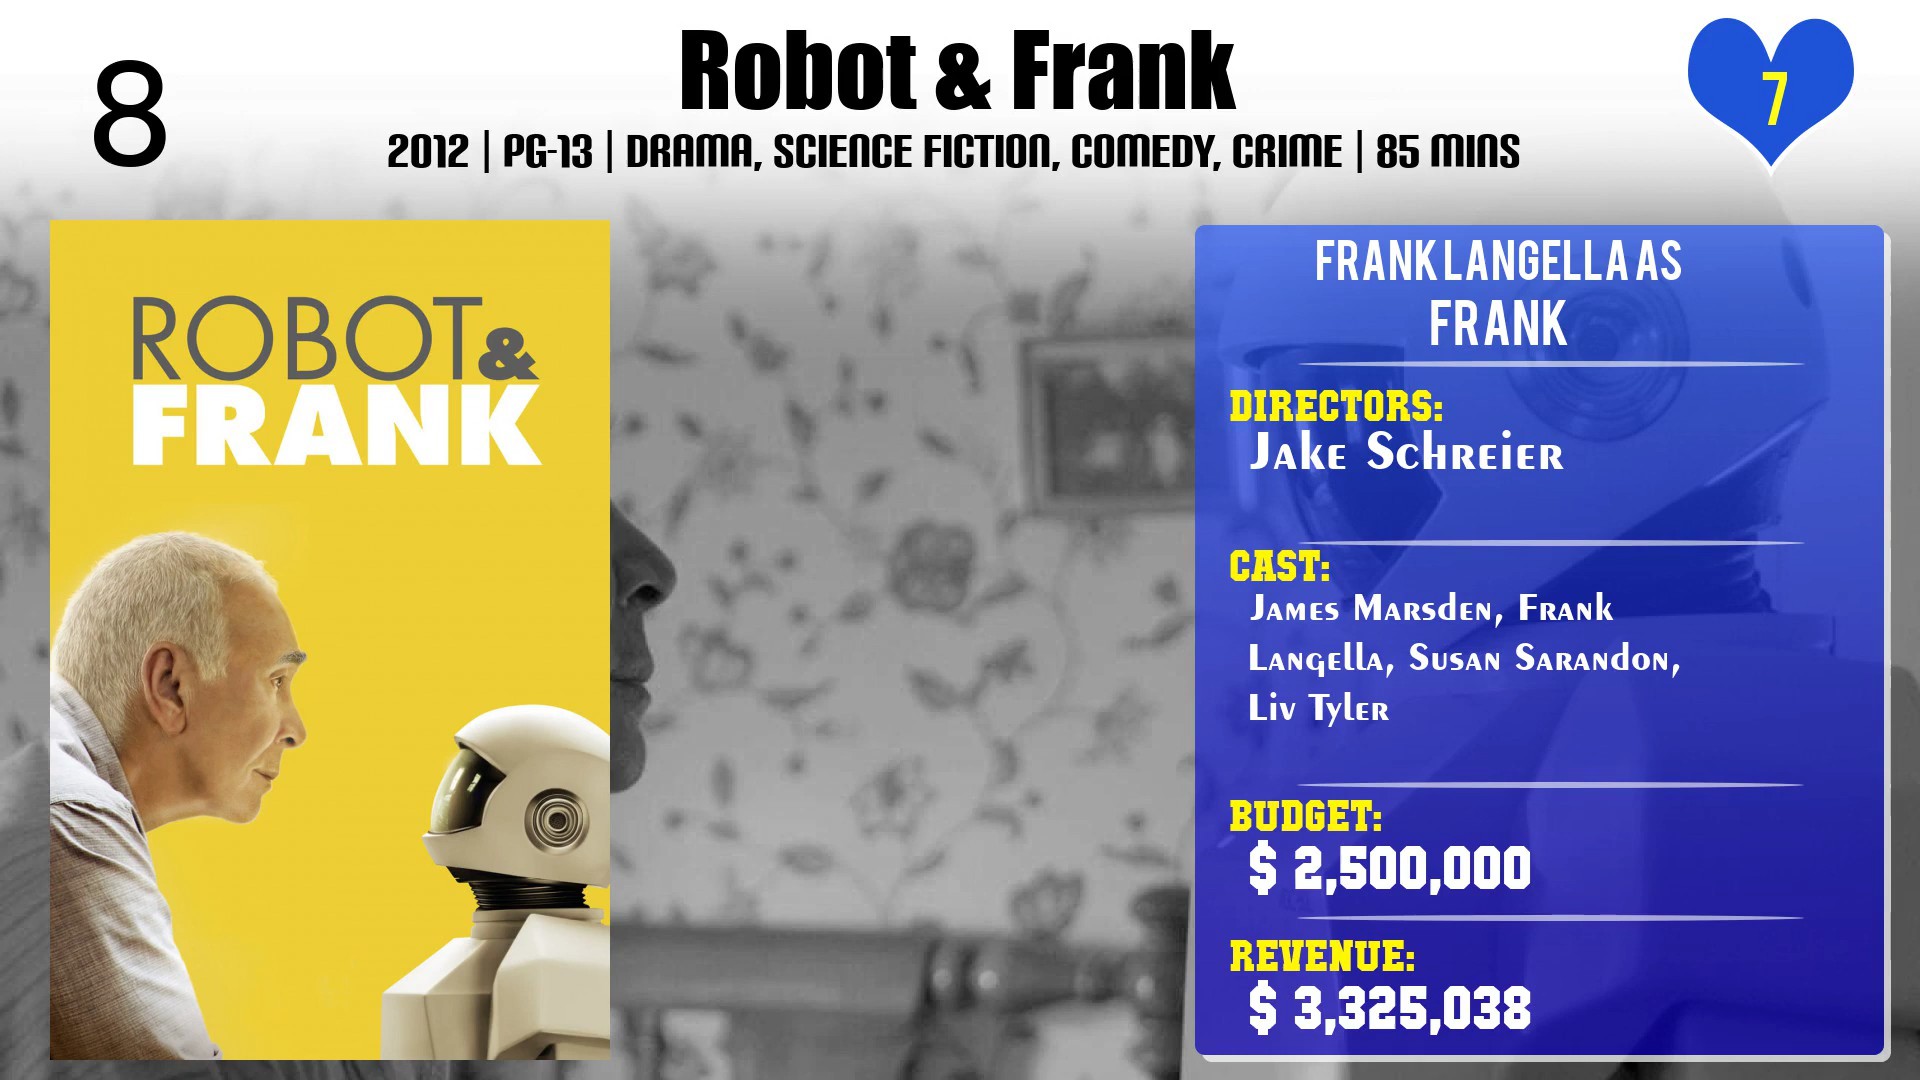 8
Robot & Frank
2012 | PG-13 | DRAMA, SCIENCE FICTION, COMEDY, CRIME | 85 MINS
7
ROBOT&
FRANK
FRANK LANGELLA AS
FRANK
DIRECTORS:
Jake Schreier
CAST:
James Marsden, Frank
Langella, Susan Sarandon,
Liv Tyler
BUDGET:
$ 2,500,000
REVENUE:
$ 3,325,038